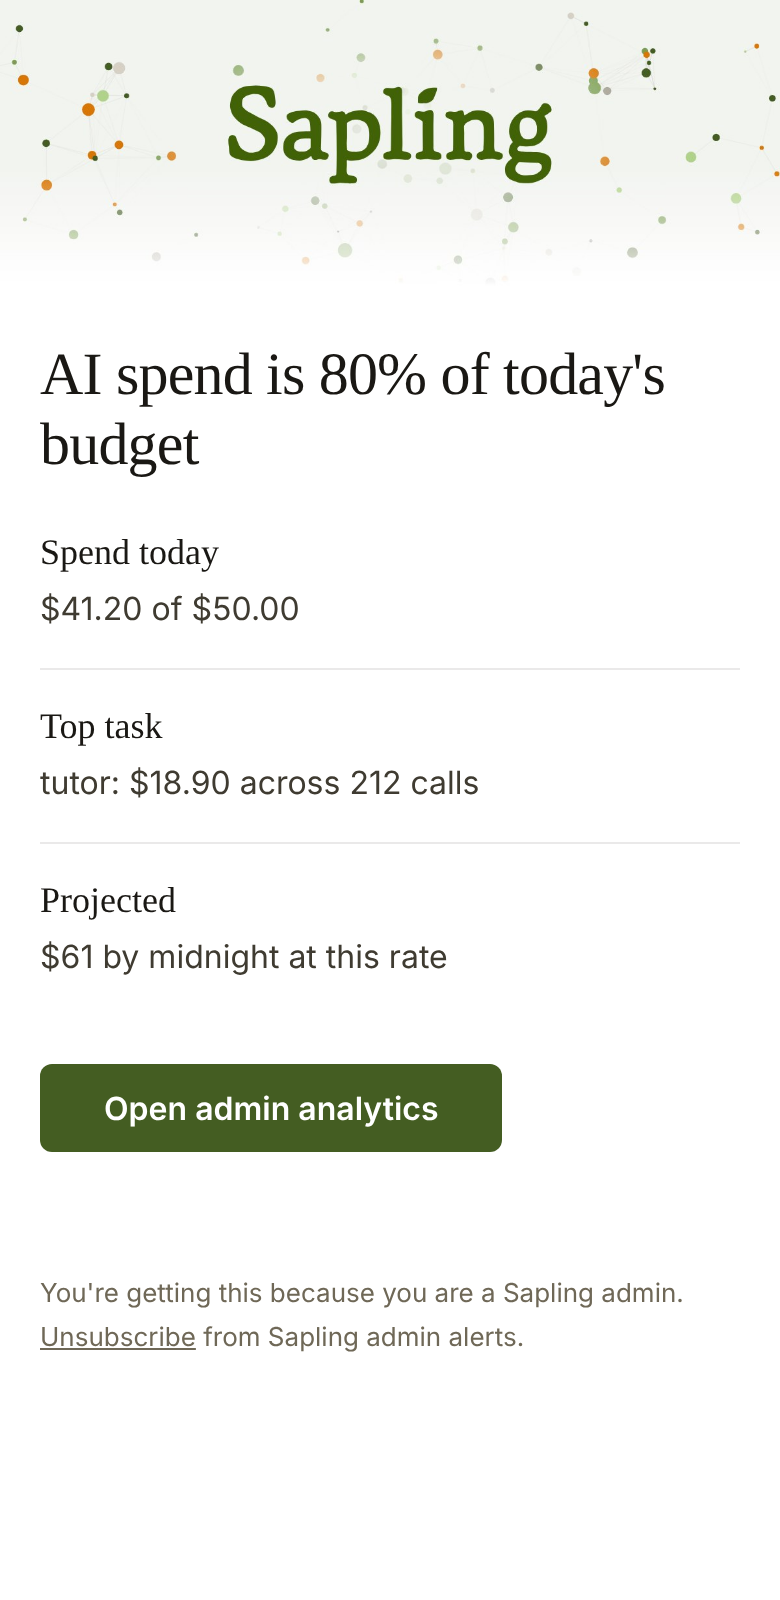 Sapling
AI spend is 80% of today's
budget
Spend today
$41.20 of $50.00
Top task
tutor: $18.90 across 212 calls
Projected
$61 by midnight at this rate
Open admin analytics
You're getting this because you are a Sapling admin.
Unsubscribe from Sapling admin alerts.